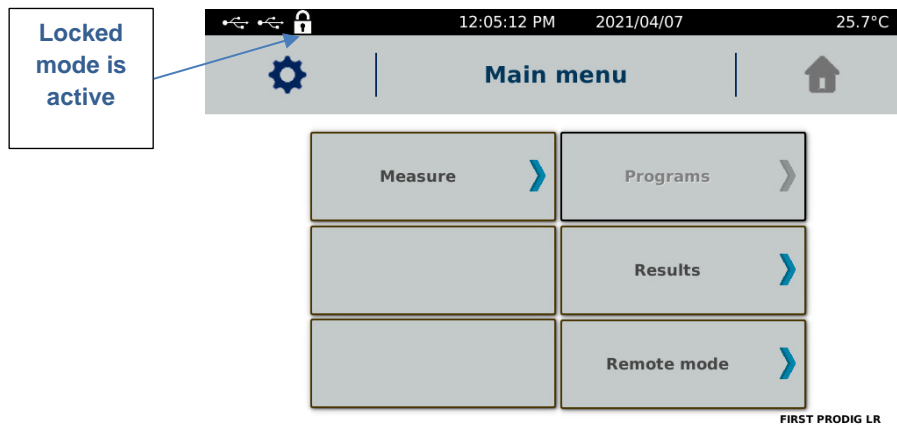 Locked
mode is
active
12:05:12 PM 2021/04/07 25.7°C
Main menu
Measure
Programs
Results
Remote mode
FIRST PRODIG LR